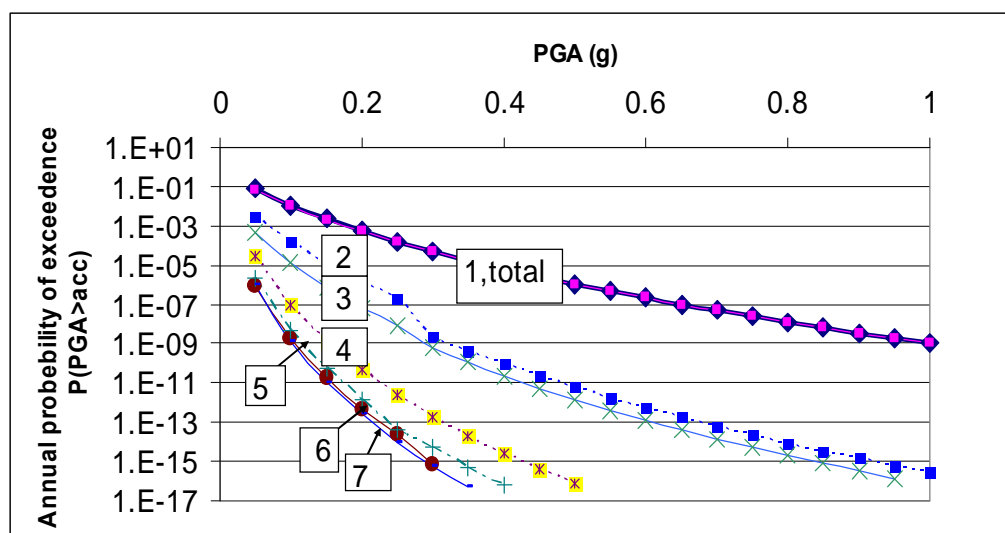 PGA (g)
0 0.2 0.4 0.6 0.8 1
Annual probebility of exceedence
P(PGA>acc)
1.E+01
1.E-01
1.E-03
1.E-05
1.E-07
1.E-09
1.E-11
1.E-13
1.E-15
1.E-17
1,total
2
3
4
5
6
7